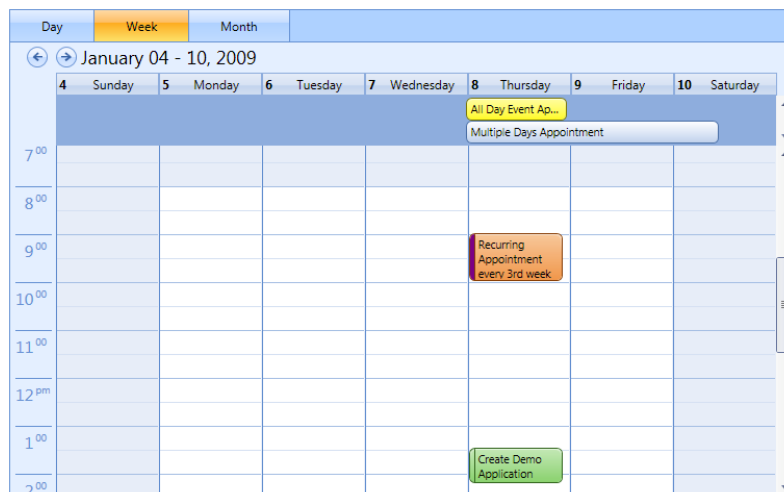 Day Week Month
January 04 - 10, 2009
4 Sunday 5 Monday 6 Tuesday 7 Wednesday 8 Thursday 9 Friday 10 Saturday
All Day Event Ap...
Multiple Days Appointment
7 00
8 00
9 00
Recurring
Appointment
every 3rd week
10 00
11 00
12 pm
1 00
Create Demo
Application
2 00